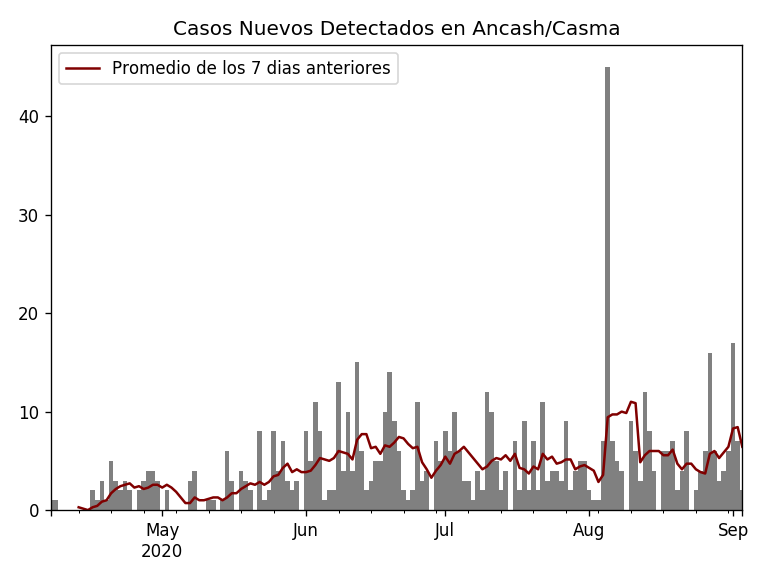 Casos Nuevos Detectados en Ancash/Casma
Promedio de los 7 dias anteriores
40
30
20
10
0
May
2020
Jun
Jul
Aug
Sep